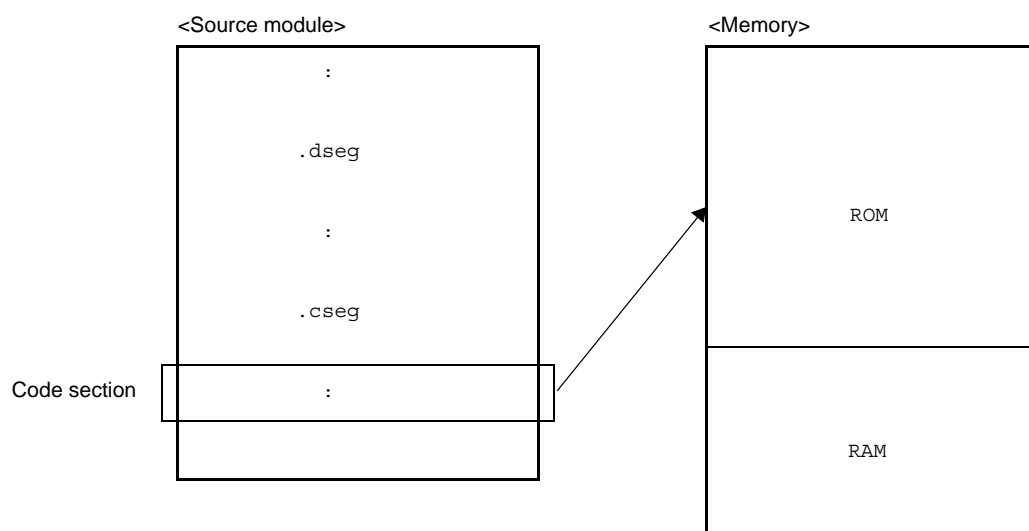 <Source module>
<Memory>
:
.dseg
:
.cseg
Code section
:
ROM
RAM